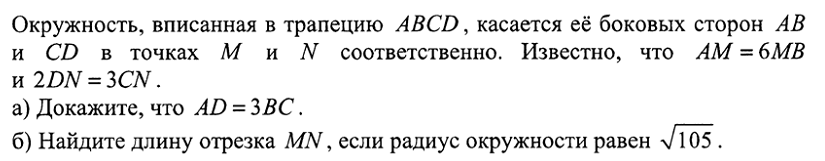 Окружность, вписанная в трапецию ABCD, касается её боковых сторон AB
и CD в точках M и N соответственно. Известно, что AM = 6MB
и 2DN = 3CN.
а) Докажите, что AD = 3BC.
б) Найдите длину отрезка MN, если радиус окружности равен √105.